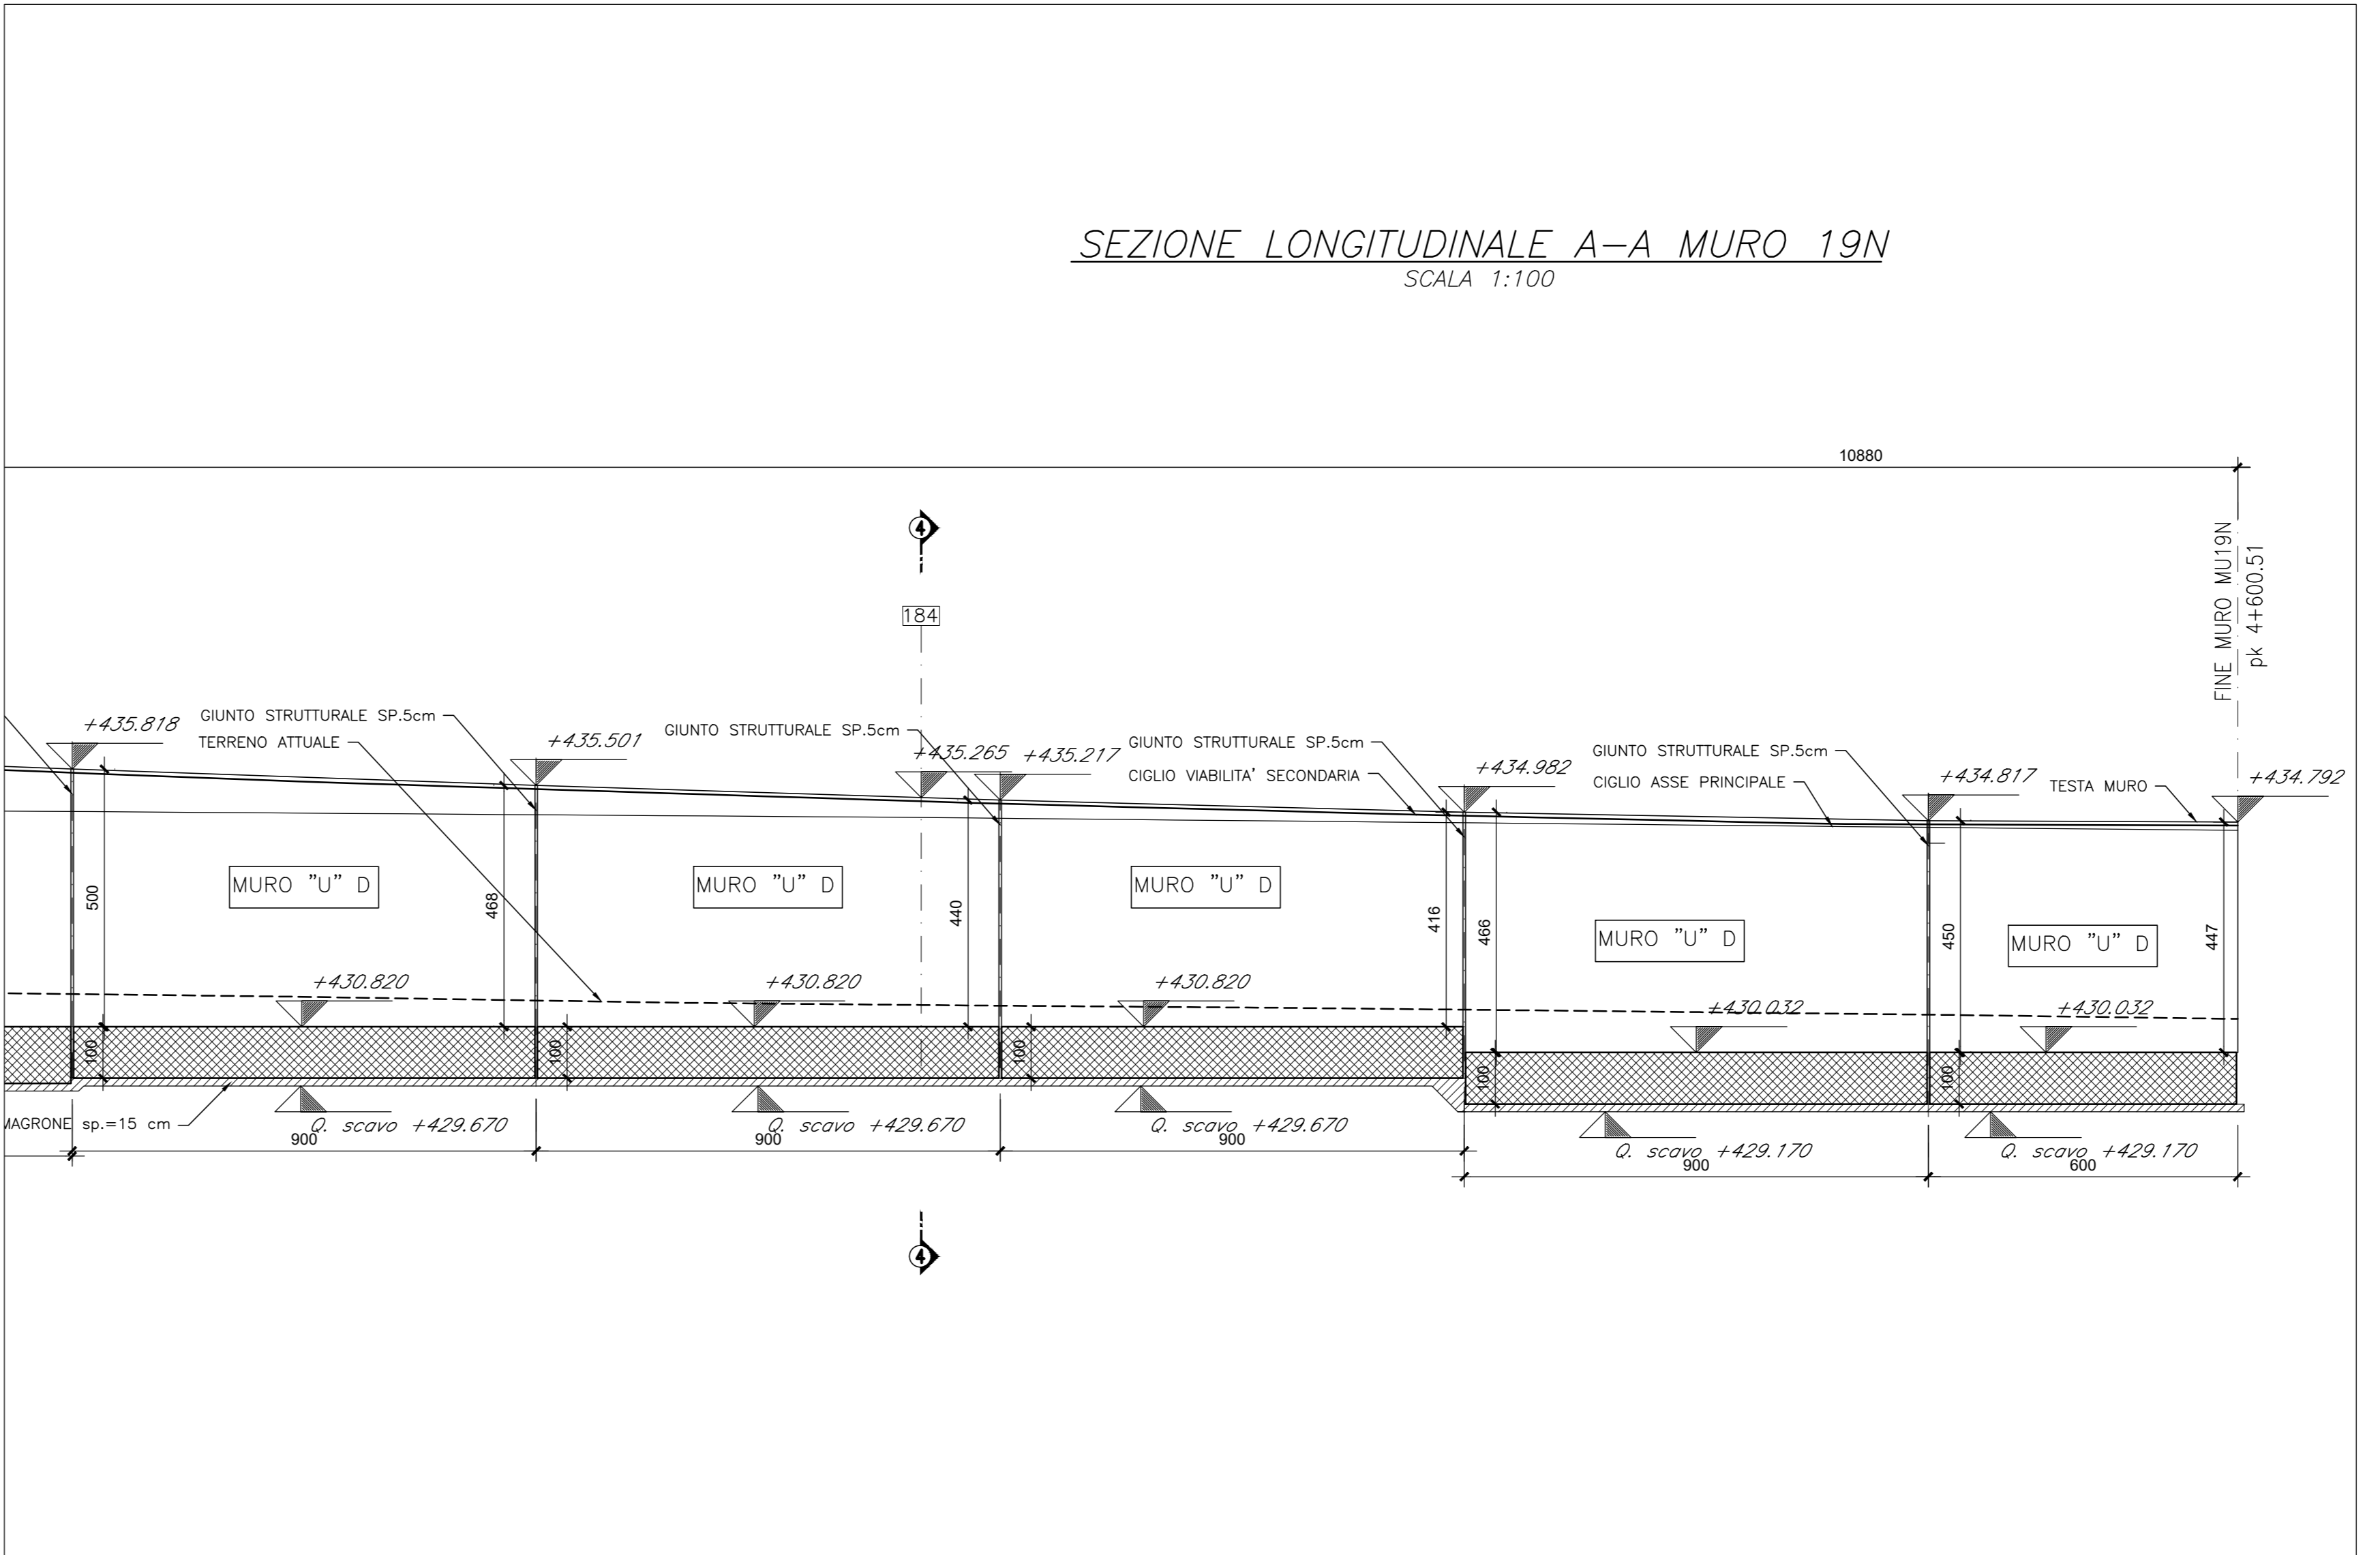 SEZIONE LONGITUDINALE A-A MURO 19N
SCALA 1:100
10880
4
184
FINE MURO MU19N
pk 4+600.51
+435.818
GIUNTO STRUTTURALE SP.5cm
TERRENO ATTUALE
+435.501
GIUNTO STRUTTURALE SP.5cm
+435.265
+435.217
GIUNTO STRUTTURALE SP.5cm
CIGLIO VIABILITA' SECONDARIA
+434.982
GIUNTO STRUTTURALE SP.5cm
CIGLIO ASSE PRINCIPALE
+434.817
TESTA MURO
+434.792
500
MURO "U" D
468
MURO "U" D
440
MURO "U" D
416
466
MURO "U" D
450
MURO "U" D
447
+430.820
+430.820
+430.820
+430.032
+430.032
100
100
100
100
100
MAGRONE sp.=15 cm
Q. scavo +429.670
Q. scavo +429.670
Q. scavo +429.670
Q. scavo +429.170
Q. scavo +429.170
900
900
900
900
600
4